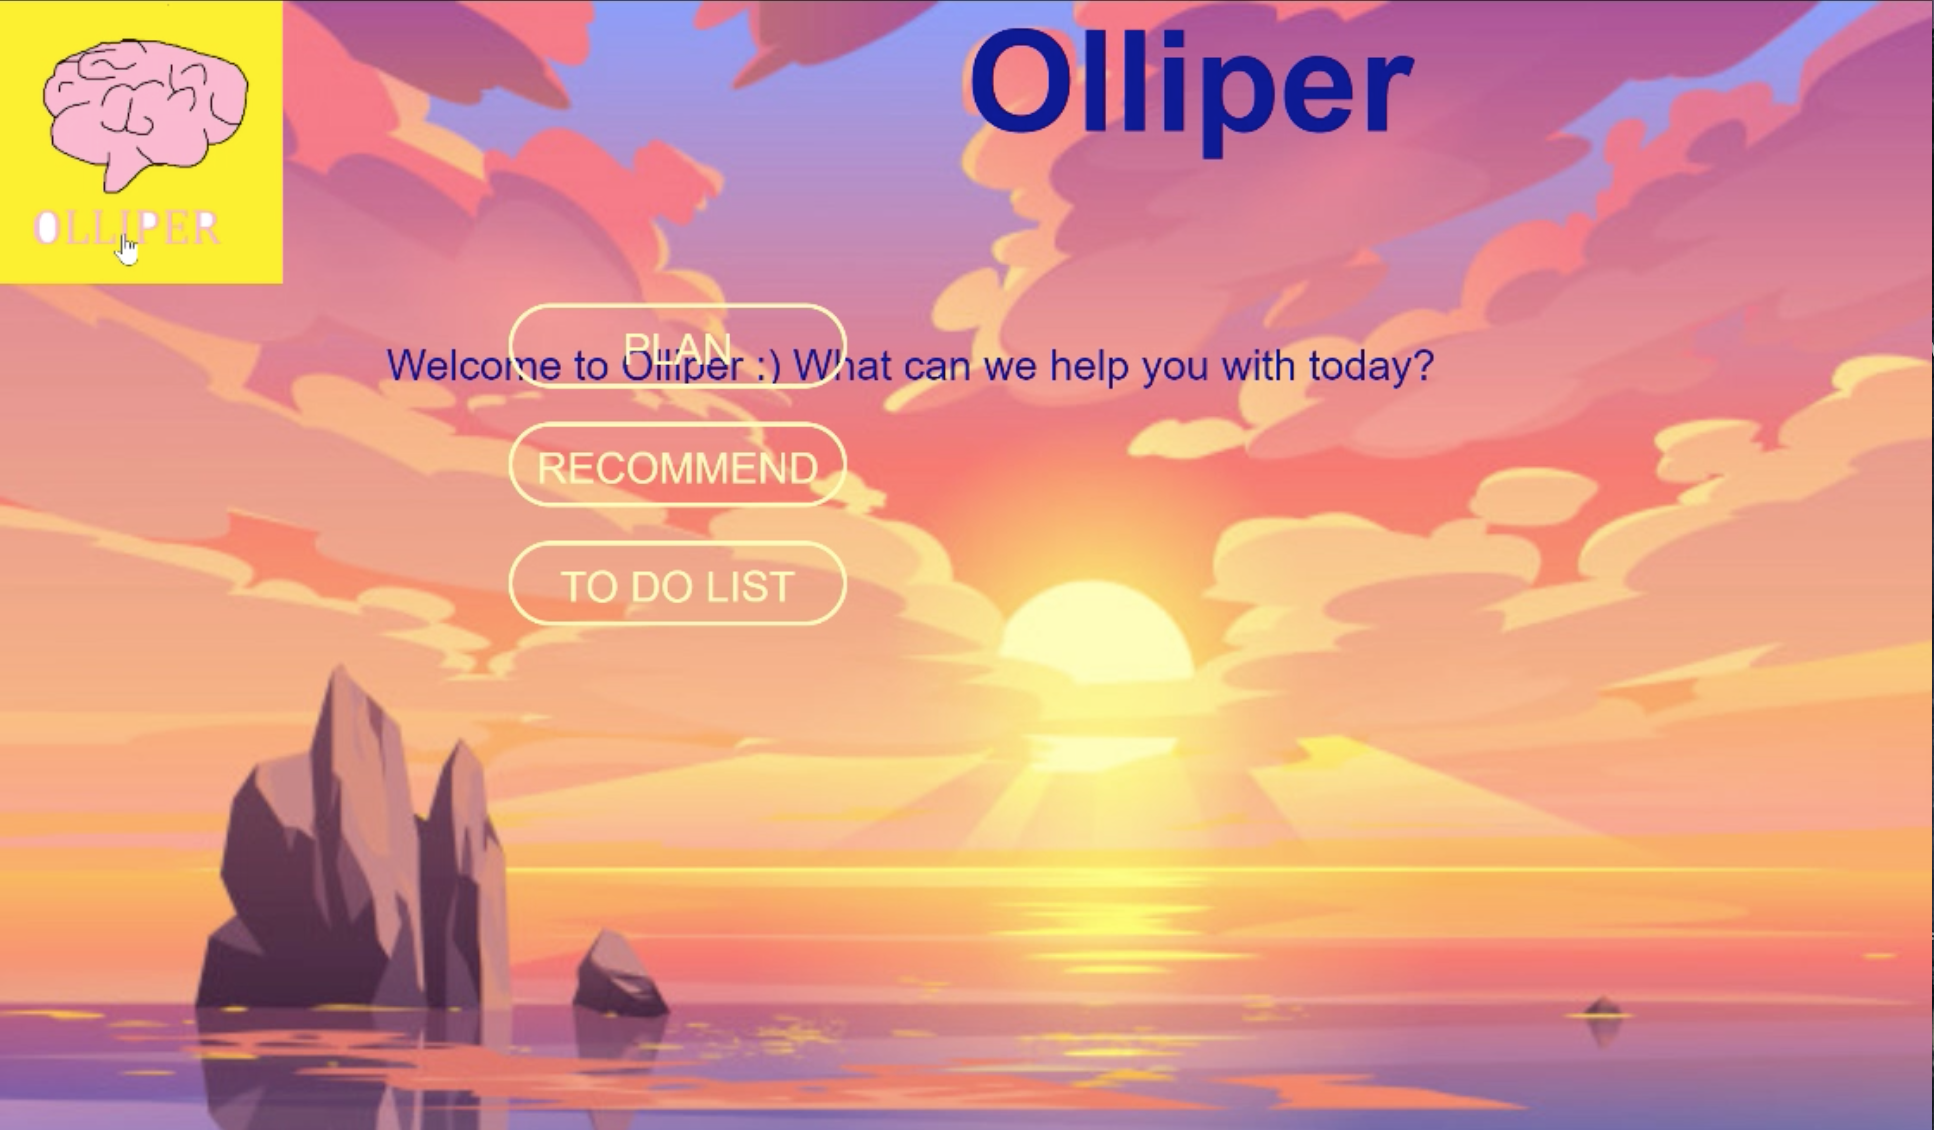 Olliper
OLLIPER
PLAN
Welcome to Olliper :) What can we help you with today?
RECOMMEND
TO DO LIST